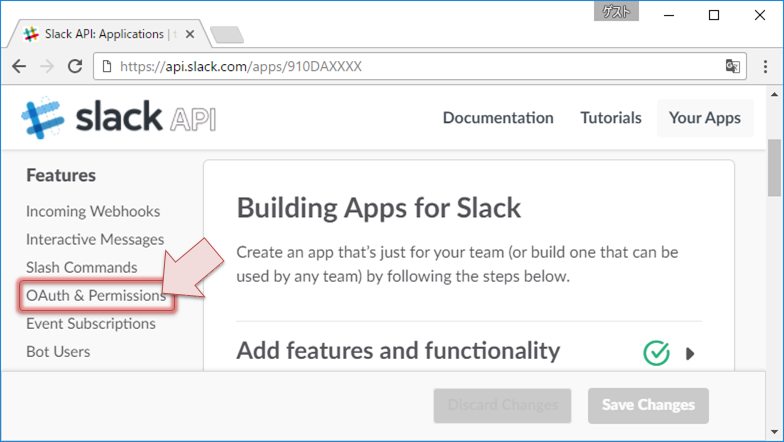 ゲスト
Slack API: Applications | t
https://api.slack.com/apps/910DAXXXX
slack API
Documentation
Tutorials
Your Apps
Features
Incoming Webhooks
Interactive Messages
Slash Commands
OAuth & Permissions
Event Subscriptions
Bot Users
Building Apps for Slack
Create an app that's just for your team (or build one that can be
used by any team) by following the steps below.
Add features and functionality
Discard Changes
Save Changes